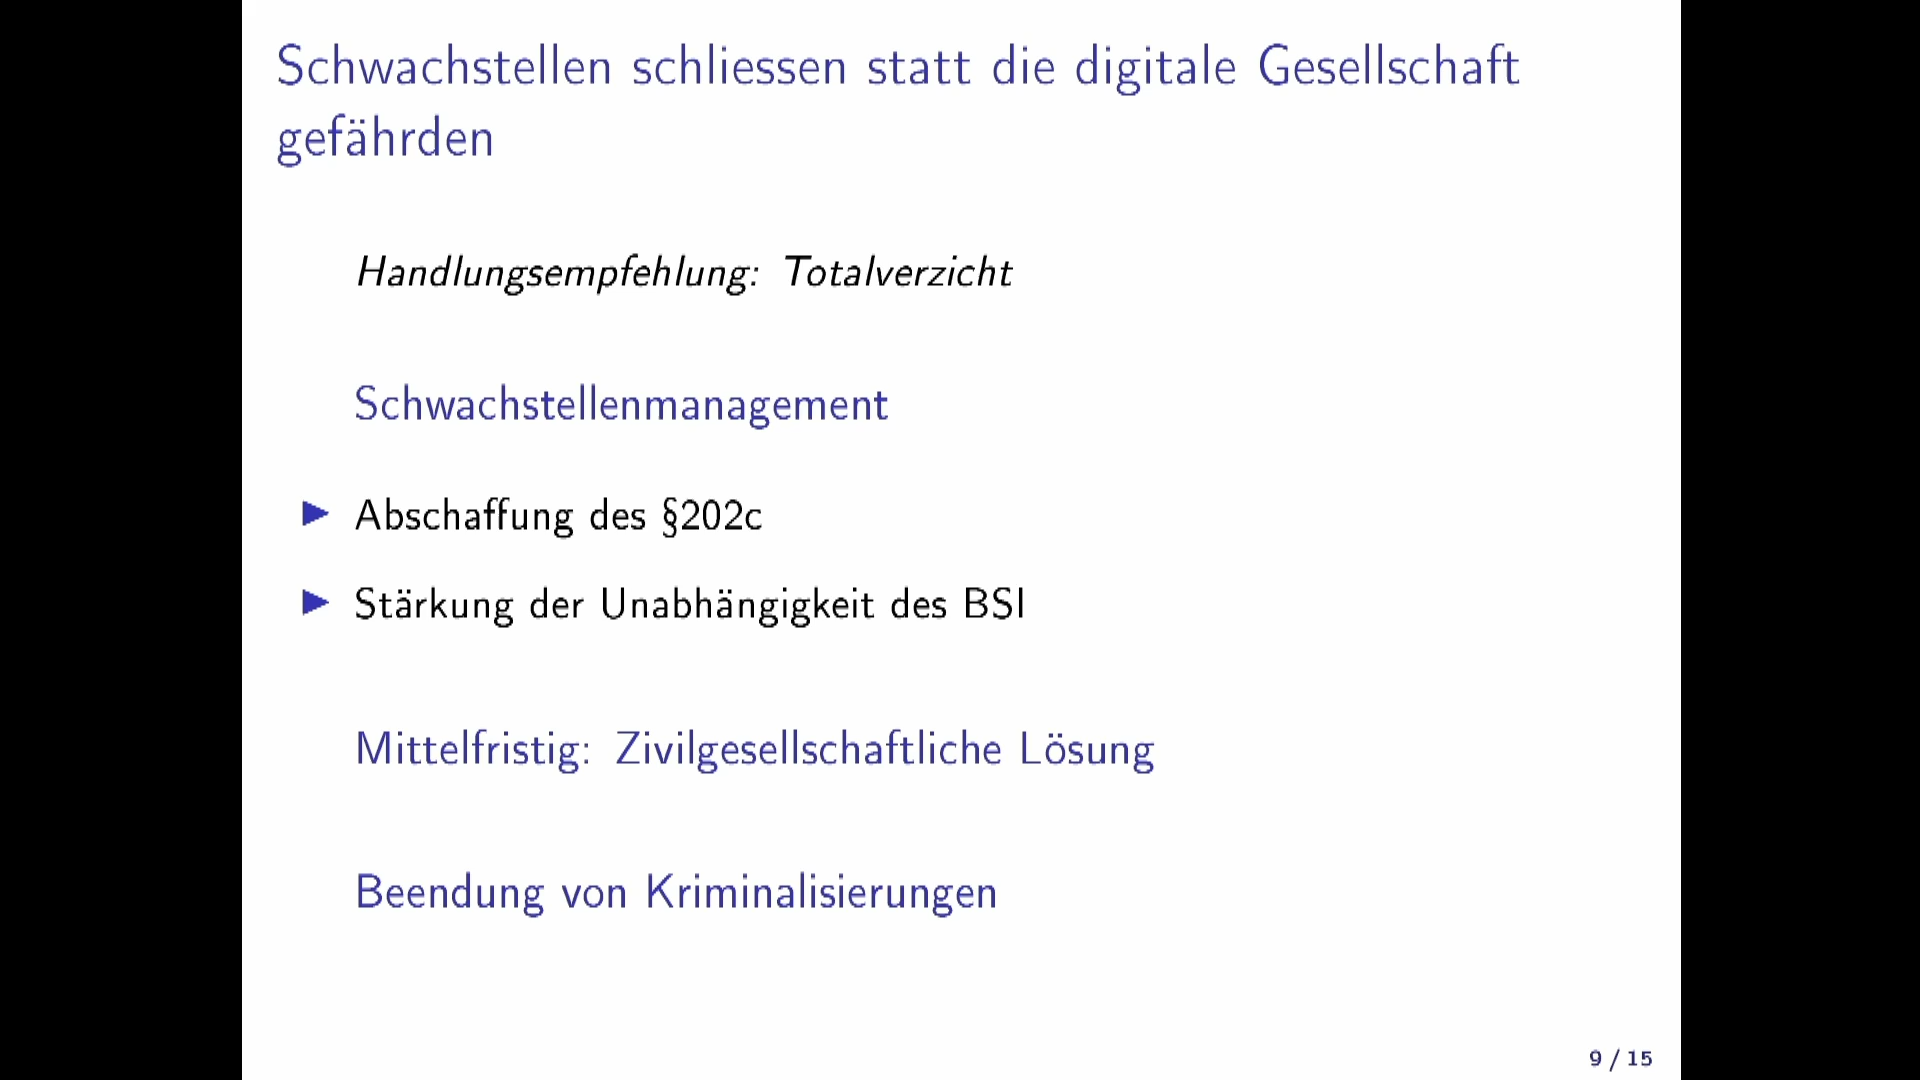 Schwachstellen schliessen statt die digitale Gesellschaft
gefährden
Handlungsempfehlung: Totalverzicht
Schwachstellenmanagement
▶ Abschaffung des §202c
▶ Stärkung der Unabhängigkeit des BSI
Mittelfristig: Zivilgesellschaftliche Lösung
Beendung von Kriminalisierungen
9 / 15